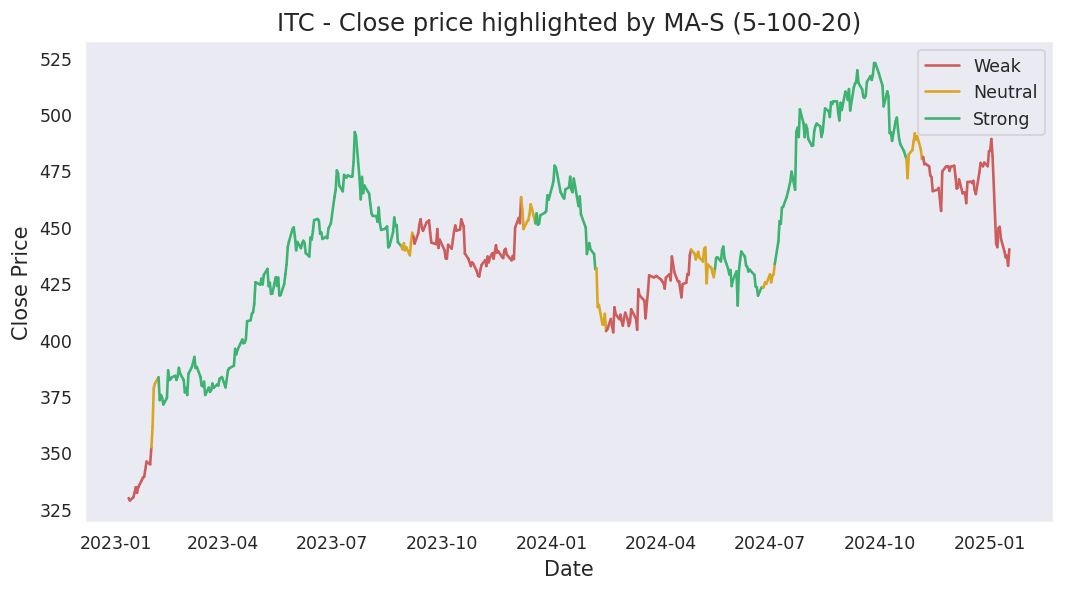 ITC - Close price highlighted by MA-S (5-100-20)
Weak
Neutral
Strong
Close Price
525
500
475
450
425
400
375
350
325
2023-01 2023-04 2023-07 2023-10 2024-01 2024-04 2024-07 2024-10 2025-01
Date